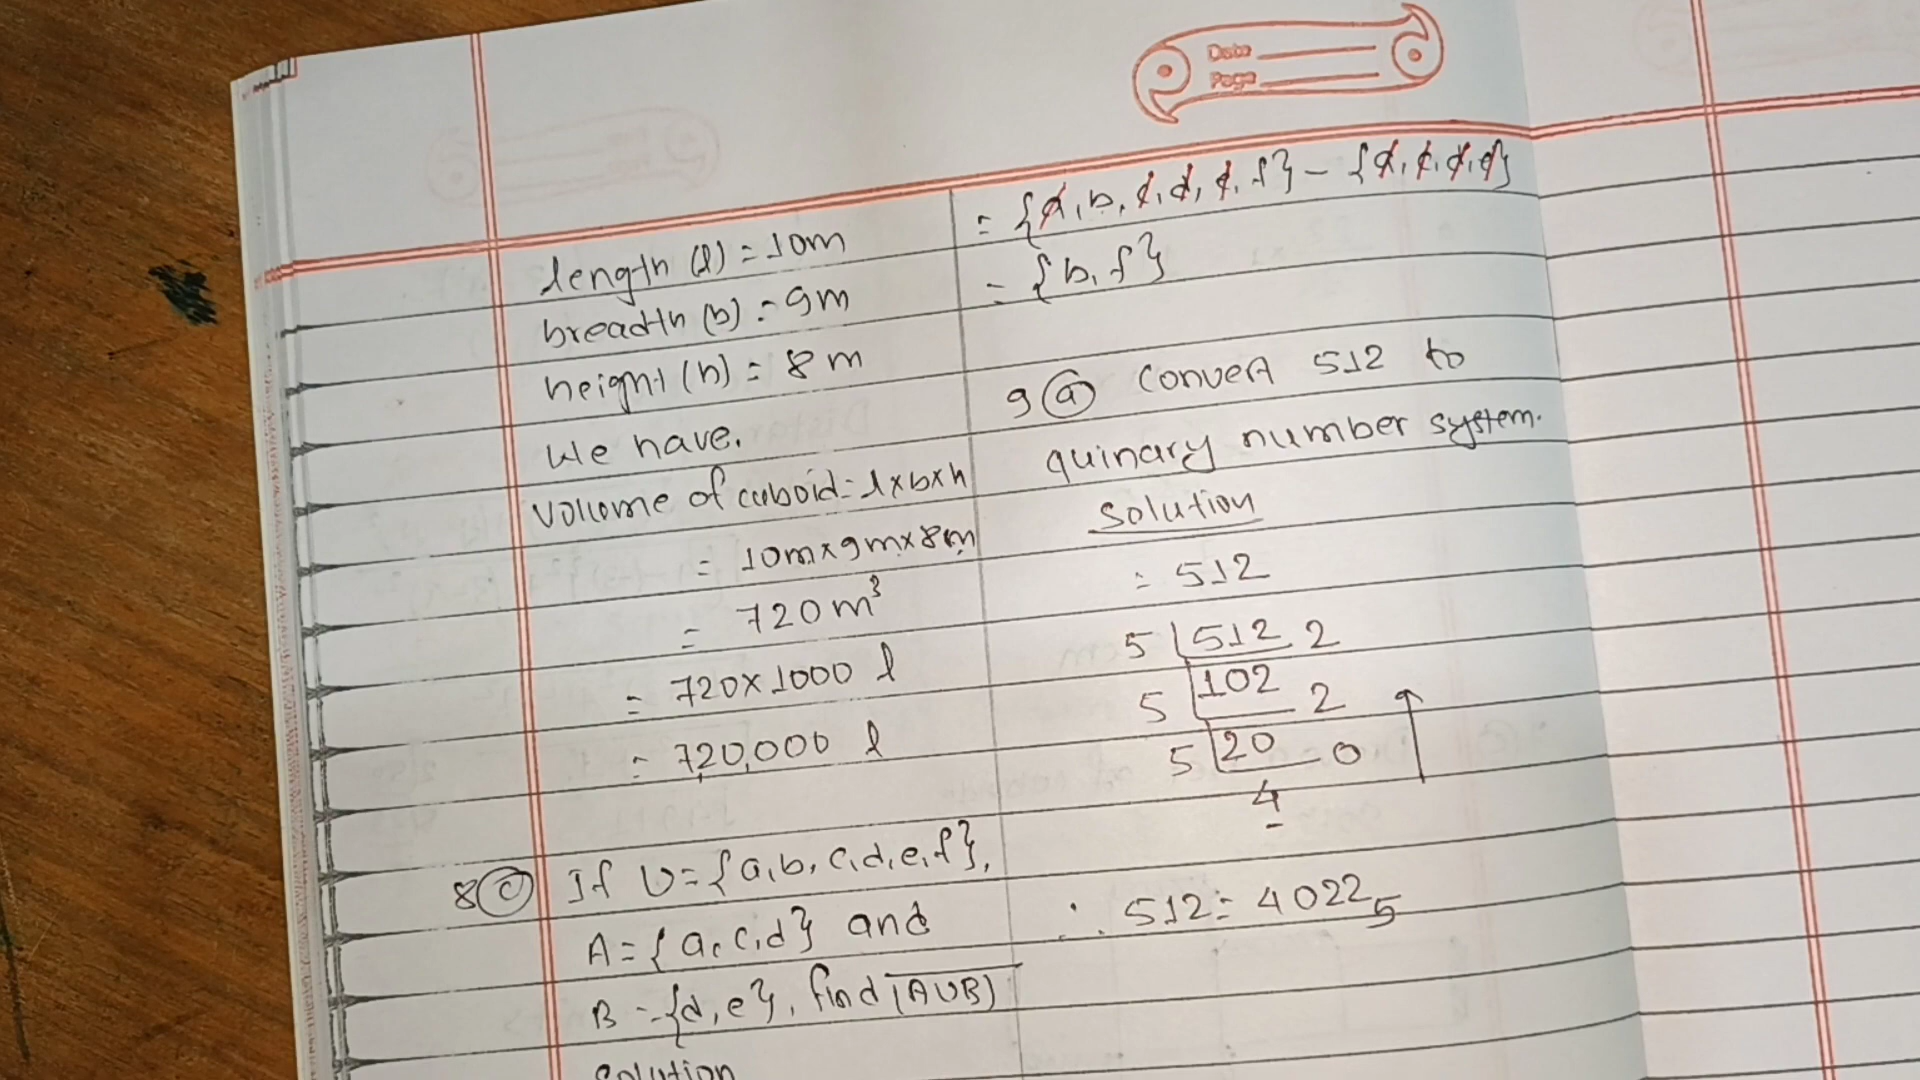 Date
Page
length (l) = 10m
breadth (b) = 9m
height (h) = 8 m
We have,
Volume of cuboid = l×b×h
= 10m×9m×8m
= 720m³
= 720×1000 l
= 720,000 l
8 ⓒ If U={a,b,c,d,e,f},
A={a,c,d} and
B={d,e}, find (A∪B)
Solution
= {a,b,c,d,e,f} - {a,c,d,e}
= {b,f}
9 ⓐ Convert 512 to
quinary number system.
Solution
= 512
5 | 512 2
5 | 102 2
5 | 20 0
4
∴ 512 = 4022₅